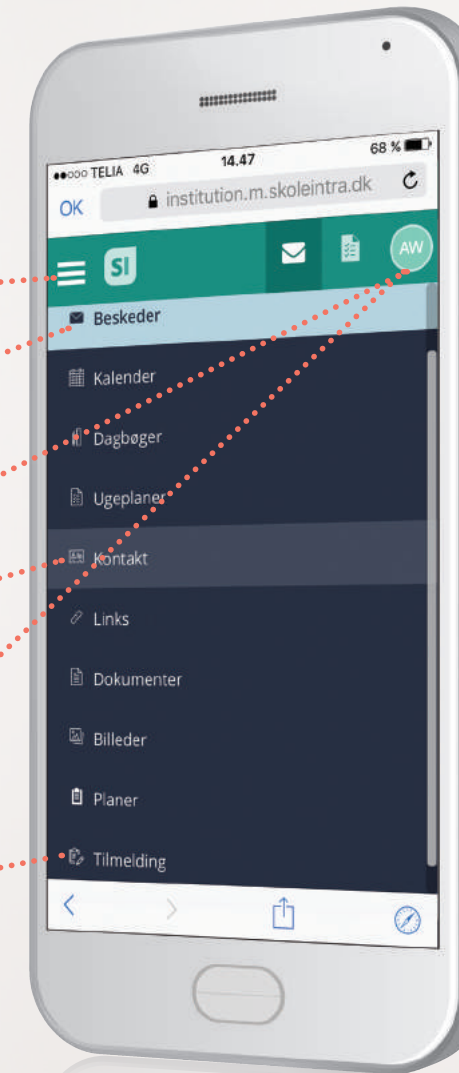 TELIA 4G 14.47 68 %
OK institution.m.skoleintra.dk
SI AW
Beskeder
Kalender
Dagbøger
Ugeplaner
Kontakt
Links
Dokumenter
Billeder
Planer
Tilmelding